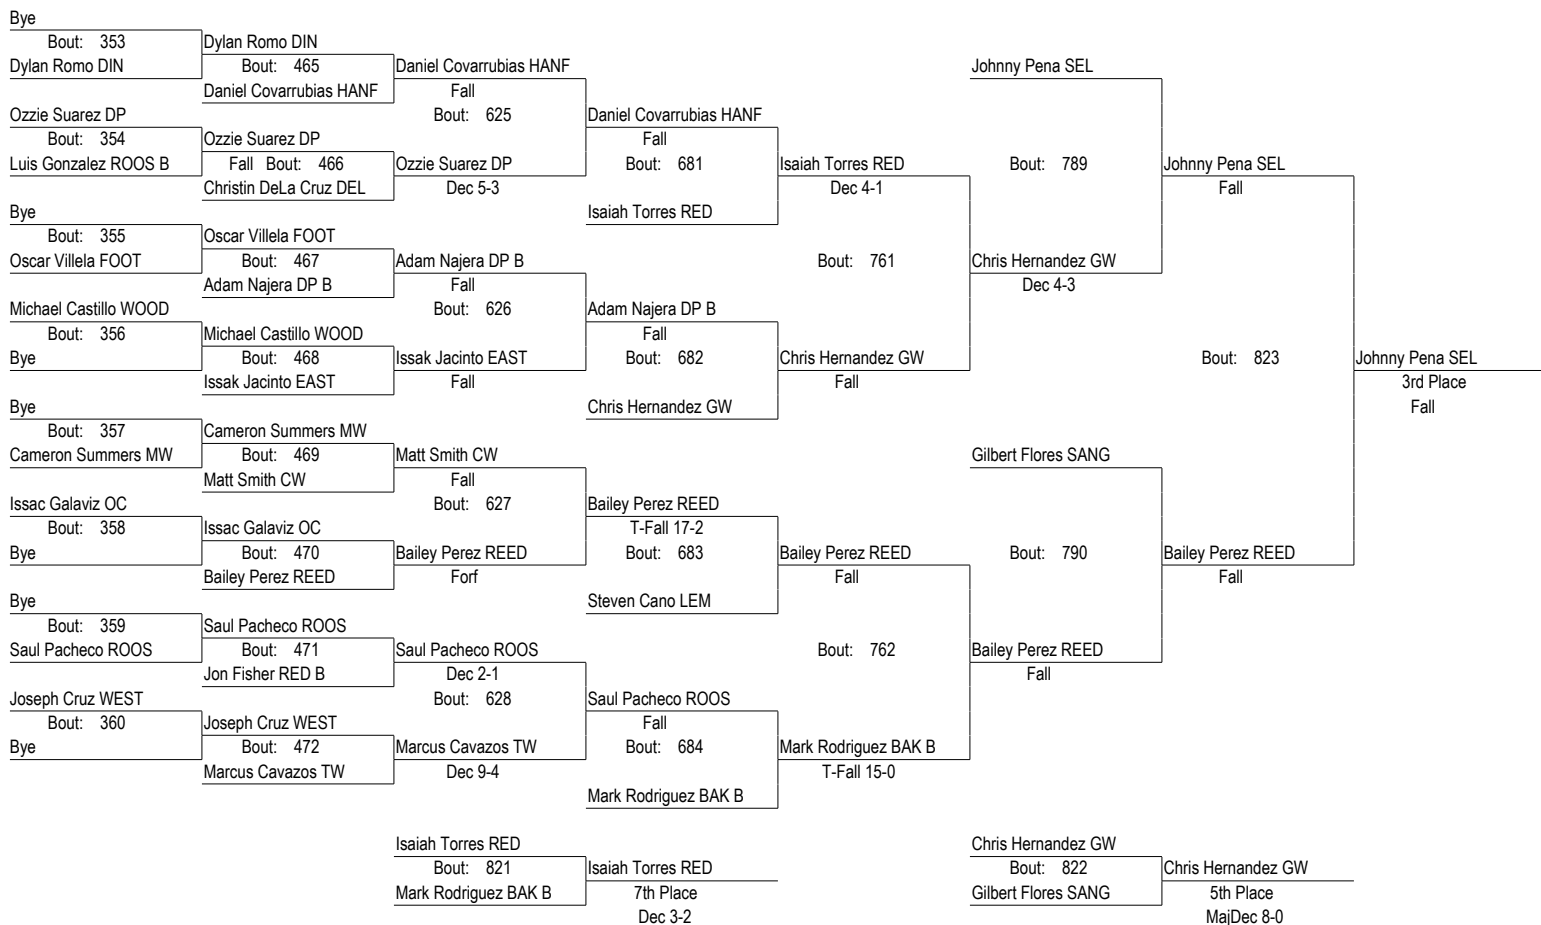 Bye
Bout: 353
Dylan Romo DIN
Ozzie Suarez DP
Bout: 354
Luis Gonzalez ROOS B
Bye
Bout: 355
Oscar Villela FOOT
Michael Castillo WOOD
Bout: 356
Bye
Bye
Bout: 357
Cameron Summers MW
Issac Galaviz OC
Bout: 358
Bye
Bye
Bout: 359
Saul Pacheco ROOS
Joseph Cruz WEST
Bout: 360
Bye
Dylan Romo DIN
Bout: 465
Daniel Covarrubias HANF
Ozzie Suarez DP
Fall Bout: 466
Christin DeLa Cruz DEL
Oscar Villela FOOT
Bout: 467
Adam Najera DP B
Michael Castillo WOOD
Bout: 468
Issak Jacinto EAST
Cameron Summers MW
Bout: 469
Matt Smith CW
Issac Galaviz OC
Bout: 470
Bailey Perez REED
Saul Pacheco ROOS
Bout: 471
Jon Fisher RED B
Joseph Cruz WEST
Bout: 472
Marcus Cavazos TW
Daniel Covarrubias HANF
Fall
Bout: 625
Ozzie Suarez DP
Dec 5-3
Adam Najera DP B
Fall
Bout: 626
Issak Jacinto EAST
Fall
Matt Smith CW
Fall
Bout: 627
Bailey Perez REED
Forf
Saul Pacheco ROOS
Dec 2-1
Bout: 628
Marcus Cavazos TW
Dec 9-4
Daniel Covarrubias HANF
Fall
Bout: 681
Isaiah Torres RED
Adam Najera DP B
Fall
Bout: 682
Chris Hernandez GW
Bailey Perez REED
T-Fall 17-2
Bout: 683
Steven Cano LEM
Saul Pacheco ROOS
Fall
Bout: 684
Mark Rodriguez BAK B
Isaiah Torres RED
Dec 4-1
Bout: 761
Chris Hernandez GW
Fall
Bailey Perez REED
Fall
Bout: 762
Mark Rodriguez BAK B
T-Fall 15-0
Johnny Pena SEL
Bout: 789
Chris Hernandez GW
Dec 4-3
Gilbert Flores SANG
Bout: 790
Bailey Perez REED
Fall
Johnny Pena SEL
Fall
Bout: 823
Bailey Perez REED
Fall
Johnny Pena SEL
3rd Place
Fall
Isaiah Torres RED
Bout: 821
Mark Rodriguez BAK B
Isaiah Torres RED
7th Place
Dec 3-2
Chris Hernandez GW
Bout: 822
Gilbert Flores SANG
Chris Hernandez GW
5th Place
MajDec 8-0